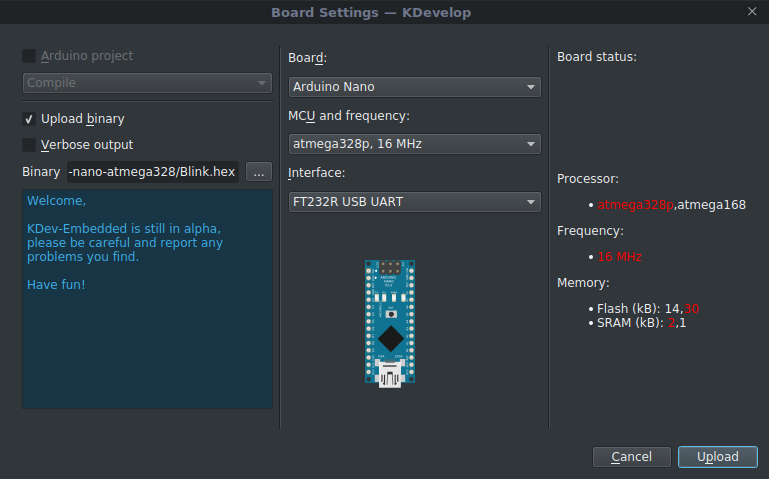 Board Settings — KDevelop
Arduino project
Compile
Upload binary
Verbose output
Binary -nano-atmega328/Blink.hex ...
Welcome,
KDev-Embedded is still in alpha,
please be careful and report any
problems you find.
Have fun!
Board:
Arduino Nano
MCU and frequency:
atmega328p, 16 MHz
Interface:
FT232R USB UART
ARDUINO
NANO
Board status:
Processor:
• atmega328p,atmega168
Frequency:
• 16 MHz
Memory:
• Flash (kB): 14,30
• SRAM (kB): 2,1
Cancel
Upload